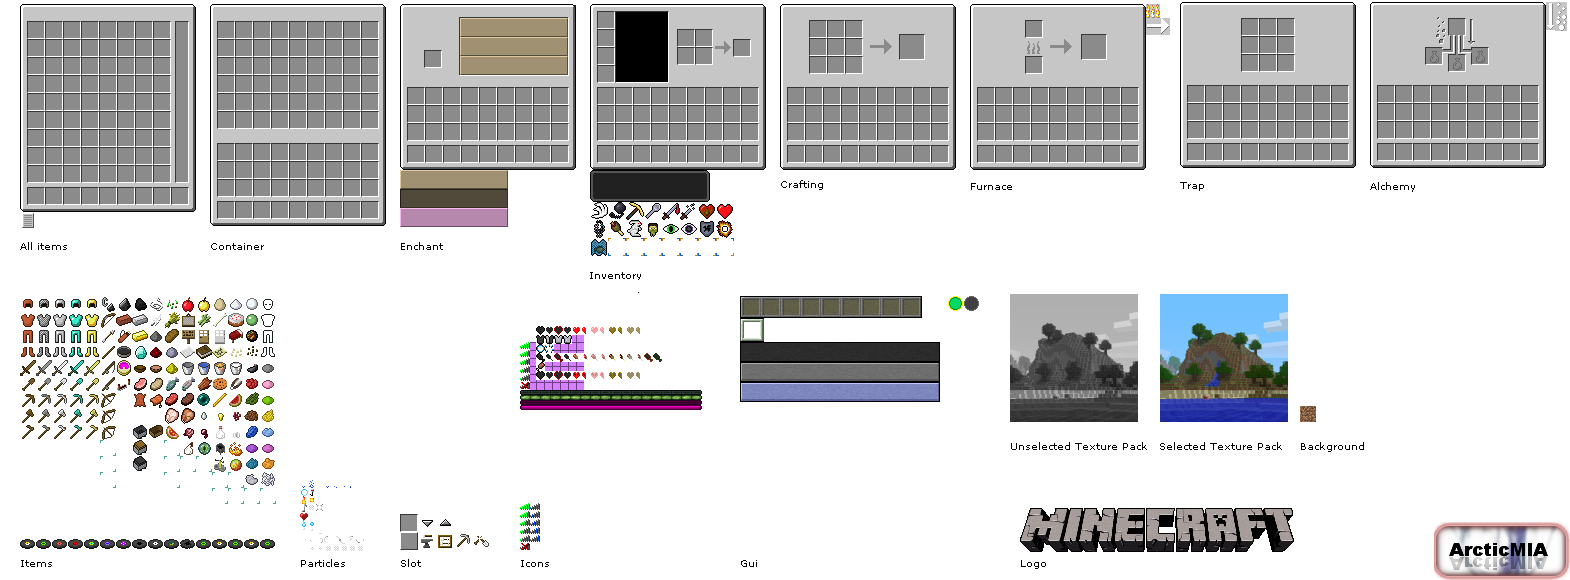 Crafting
Furnace
Trap
Alchemy
All items
Container
Enchant
Inventory
Unselected Texture Pack
Selected Texture Pack
Background
MINECRAFT
ArcticMIA
Items
Particles
Slot
Icons
Gui
Logo